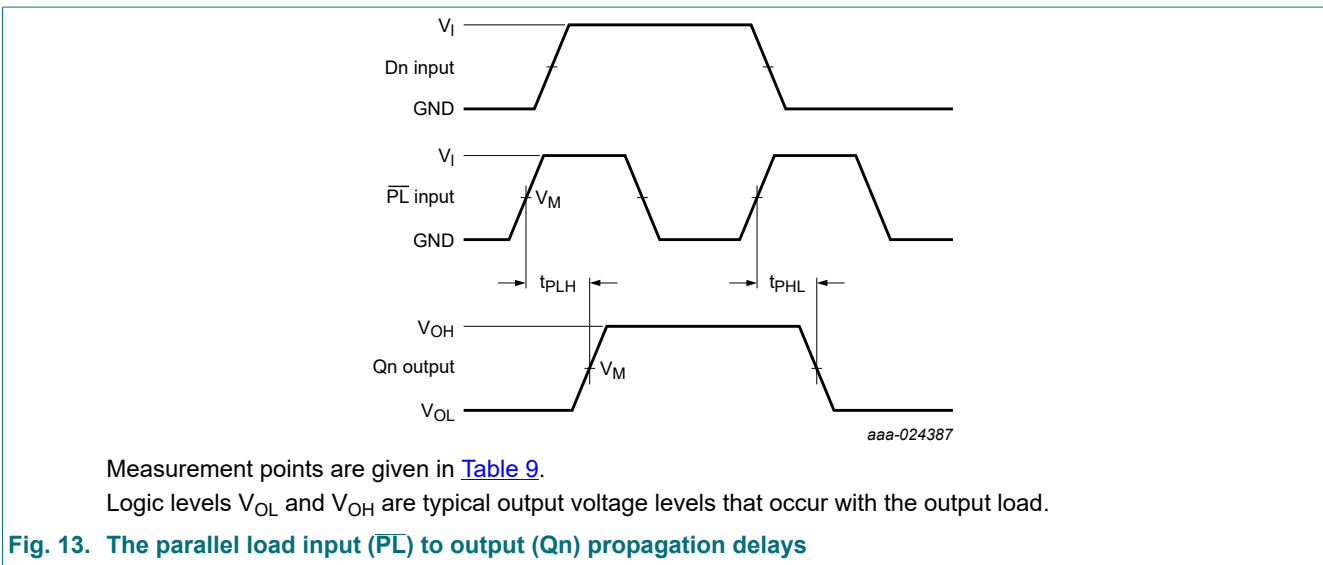 V_I
Dn input
GND
V_I
P̅L̅ input
V_M
GND
t_PLH
t_PHL
V_OH
Qn output
V_M
V_OL
aaa-024387
Measurement points are given in Table 9.
Logic levels V_OL and V_OH are typical output voltage levels that occur with the output load.
Fig. 13. The parallel load input (P̅L̅) to output (Qn) propagation delays